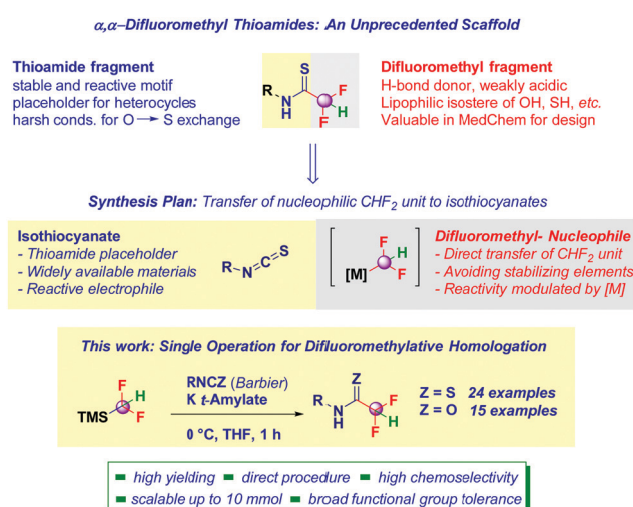 α,α–Difluoromethyl Thioamides: An Unprecedented Scaffold
Thioamide fragment
stable and reactive motif
placeholder for heterocycles
harsh conds. for O → S exchange
S
R N H
F H F
Difluoromethyl fragment
H-bond donor, weakly acidic
Lipophilic isostere of OH, SH, etc.
Valuable in MedChem for design
Synthesis Plan: Transfer of nucleophilic CHF2 unit to isothiocyanates
Isothiocyanate
- Thioamide placeholder
- Widely available materials
- Reactive electrophile
R N C S
F H
[M] F
Difluoromethyl- Nucleophile
- Direct transfer of CHF2 unit
- Avoiding stabilizing elements
- Reactivity modulated by [M]
This work: Single Operation for Difluoromethylative Homologation
F H
TMS F
RNCZ (Barbier)
K t-Amylate
0 °C, THF, 1 h
Z
R N H
F H F
Z = S 24 examples
Z = O 15 examples
high yielding direct procedure high chemoselectivity
scalable up to 10 mmol broad functional group tolerance